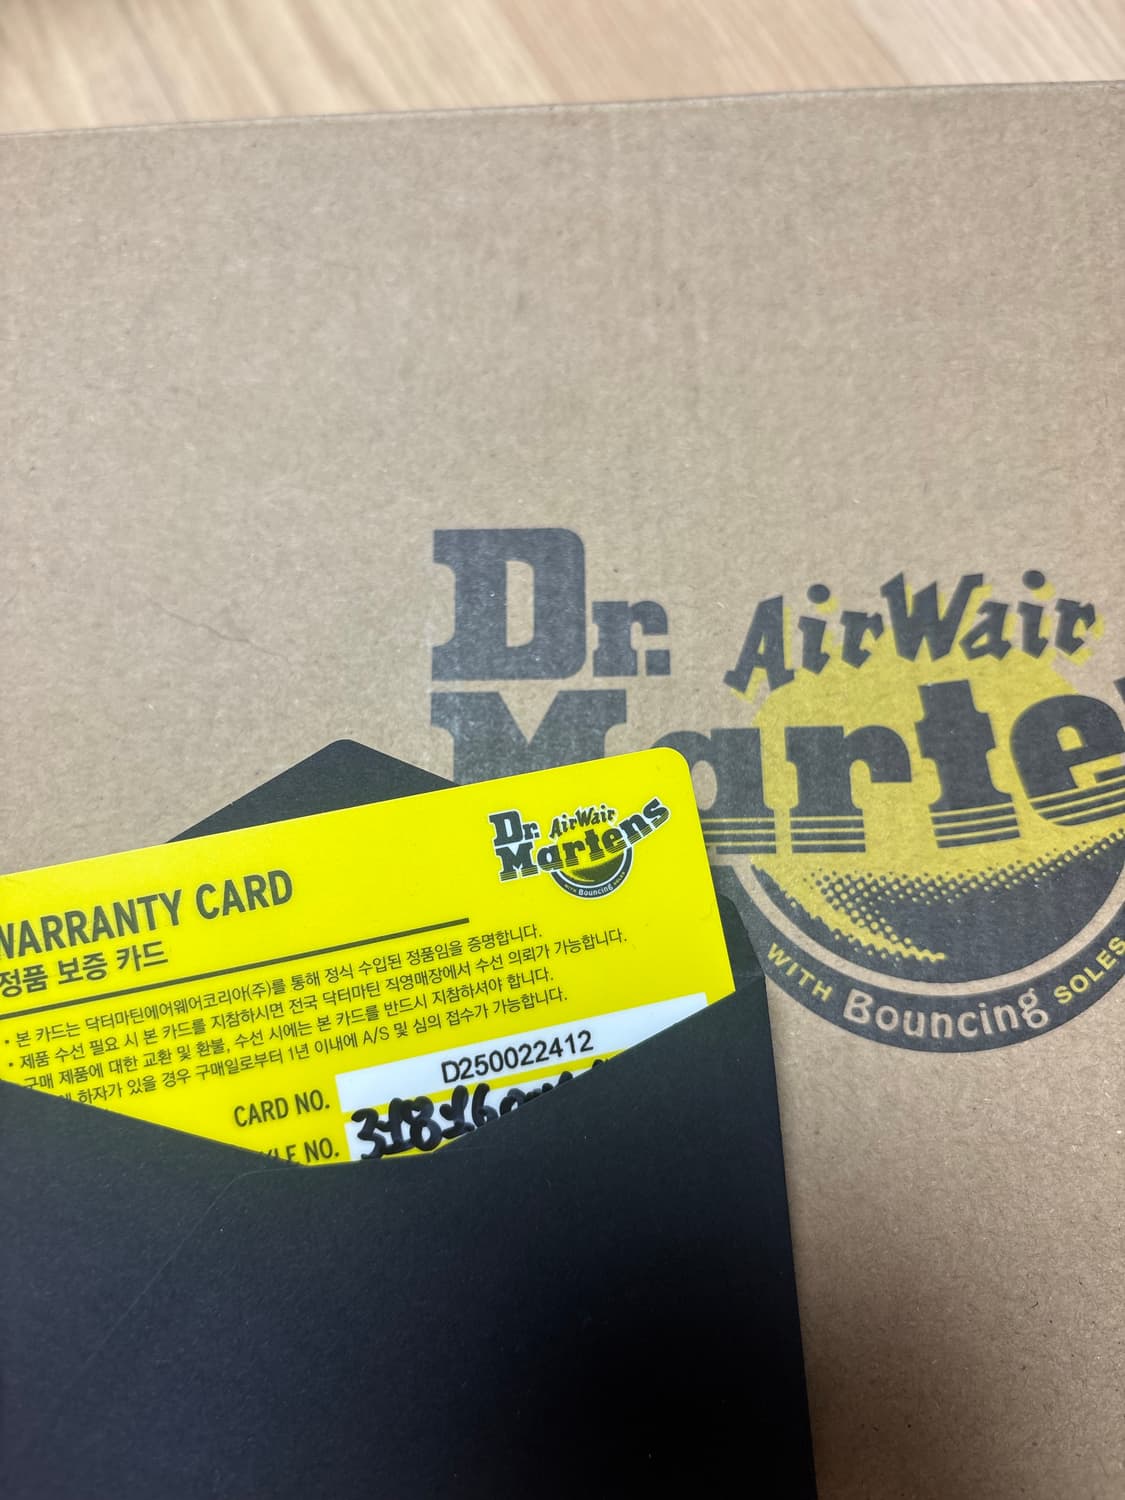 Dr.
AirWair
Marte
WITH Bouncing SOLES
WARRANTY CARD
정품 보증 카드
Dr. AirWair
Martens
WITH Bouncing SOLES
• 본 카드는 닥터마틴에어웨어코리아(주)를 통해 정식 수입된 정품임을 증명합니다.
• 제품 수선 필요 시 본 카드를 지참하시면 전국 닥터마틴 직영매장에서 수선 의뢰가 가능합니다.
구매 제품에 대한 교환 및 환불, 수선 시에는 본 카드를 반드시 지참하셔야 합니다.
에 하자가 있을 경우 구매일로부터 1년 이내에 A/S 및 심의 접수가 가능합니다.
CARD NO. D250022412
NO.